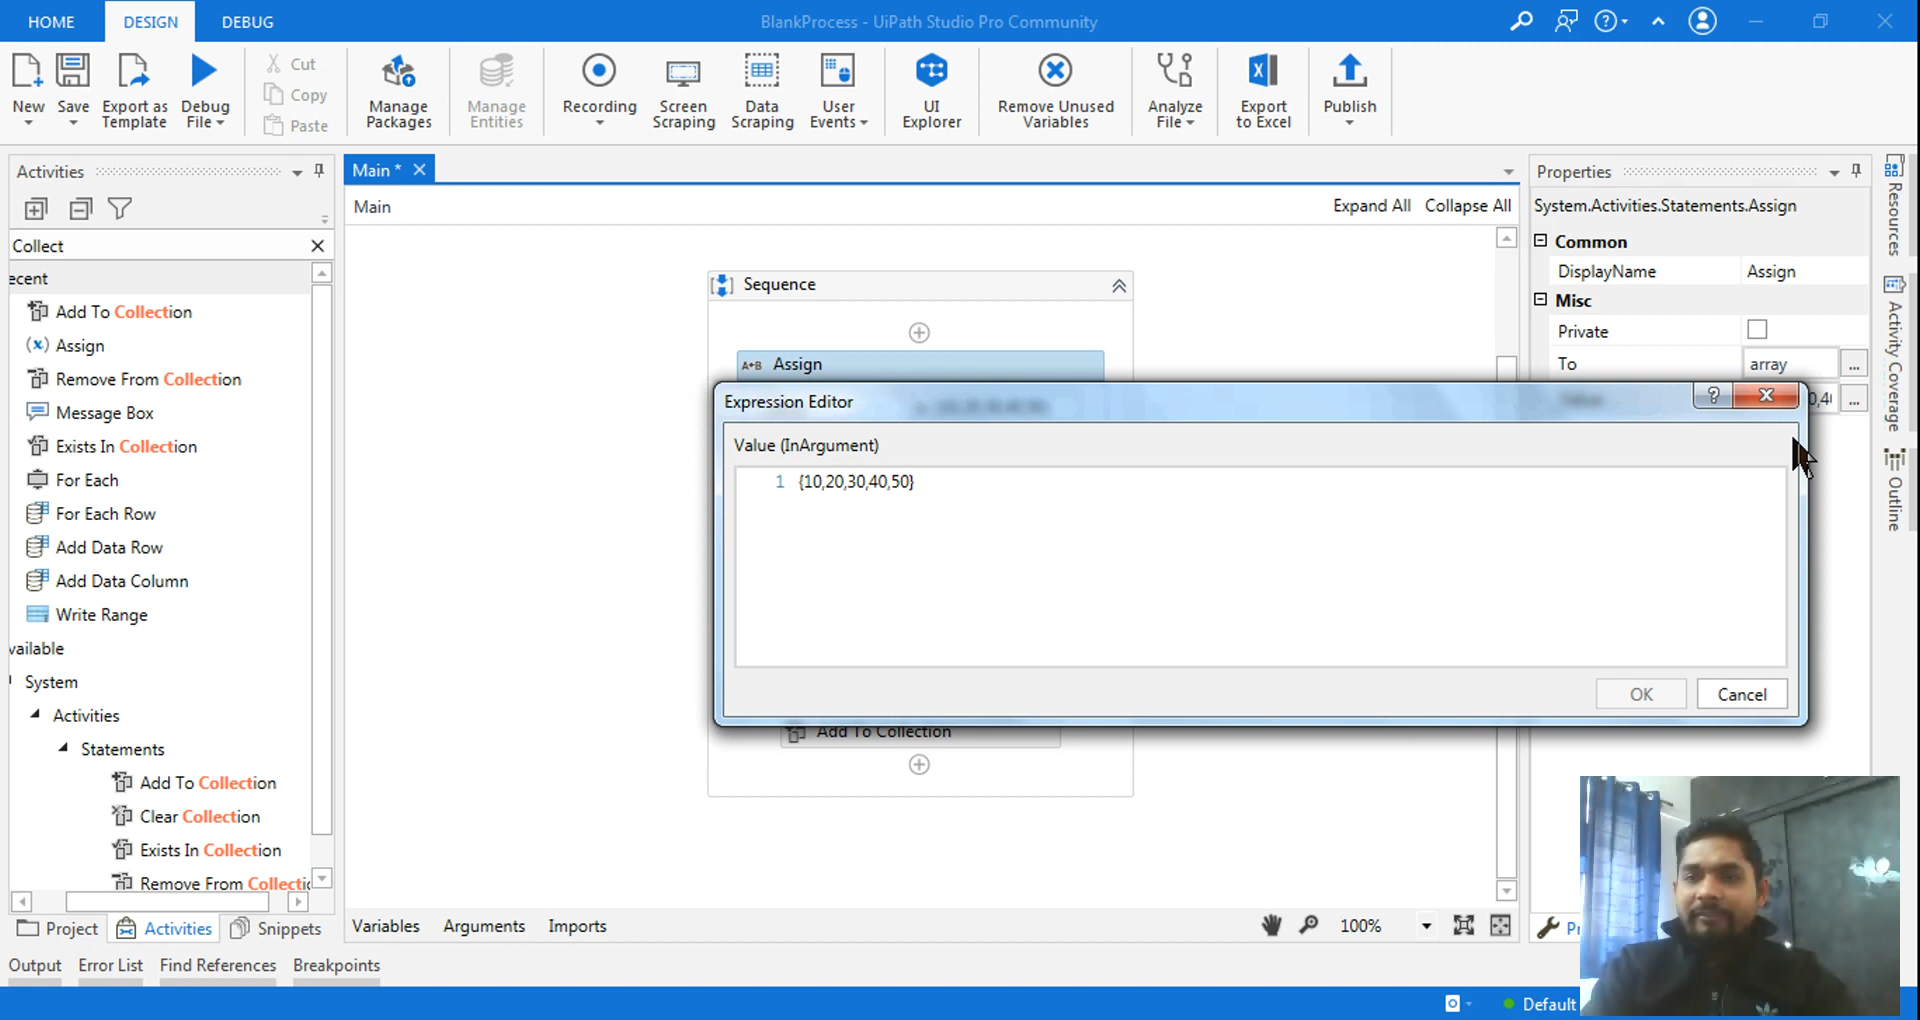 HOME
DESIGN
DEBUG
BlankProcess - UiPath Studio Pro Community
New
Save
Export as Template
Debug File
Cut
Copy
Paste
Manage Packages
Manage Entities
Recording
Screen Scraping
Data Scraping
User Events
UI Explorer
Remove Unused Variables
Analyze File
Export to Excel
Publish
Activities
Collect
ecent
Add To Collection
Assign
Remove From Collection
Message Box
Exists In Collection
For Each
For Each Row
Add Data Row
Add Data Column
Write Range
vailable
System
Activities
Statements
Add To Collection
Clear Collection
Exists In Collection
Remove From Collecti
Project
Activities
Snippets
Main *
Main
Expand All
Collapse All
Sequence
A+B
Assign
Expression Editor
?
Value (InArgument)
1 {10,20,30,40,50}
OK
Cancel
Add To Collection
Variables
Arguments
Imports
100%
Properties
System.Activities.Statements.Assign
Common
DisplayName
Assign
Misc
Private
To
array
...
...
Resources
Activity Coverage
Outline
Output
Error List
Find References
Breakpoints
Default